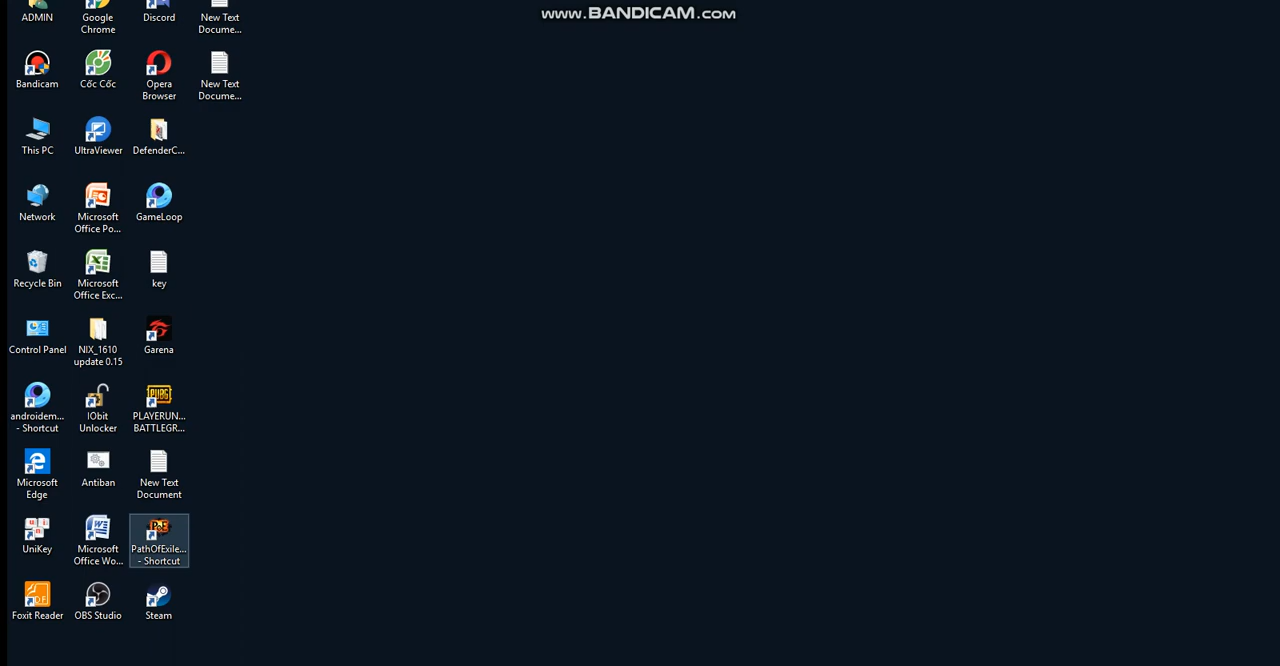 www.BANDICAM.com
ADMIN
Google
Chrome
Discord
New Text
Docume...
Bandicam
Cốc Cốc
Opera
Browser
New Text
Docume...
This PC
UltraViewer
DefenderC...
Network
Microsoft
Office Po...
GameLoop
Recycle Bin
Microsoft
Office Exc...
key
Control Panel
NIX_1610
update 0.15
Garena
androidem...
- Shortcut
IObit
Unlocker
PUBG
PLAYERUN...
BATTLEGR...
Microsoft
Edge
Antiban
New Text
Document
UniKey
Microsoft
Office Wo...
PathOfExile...
- Shortcut
Foxit Reader
OBS Studio
Steam